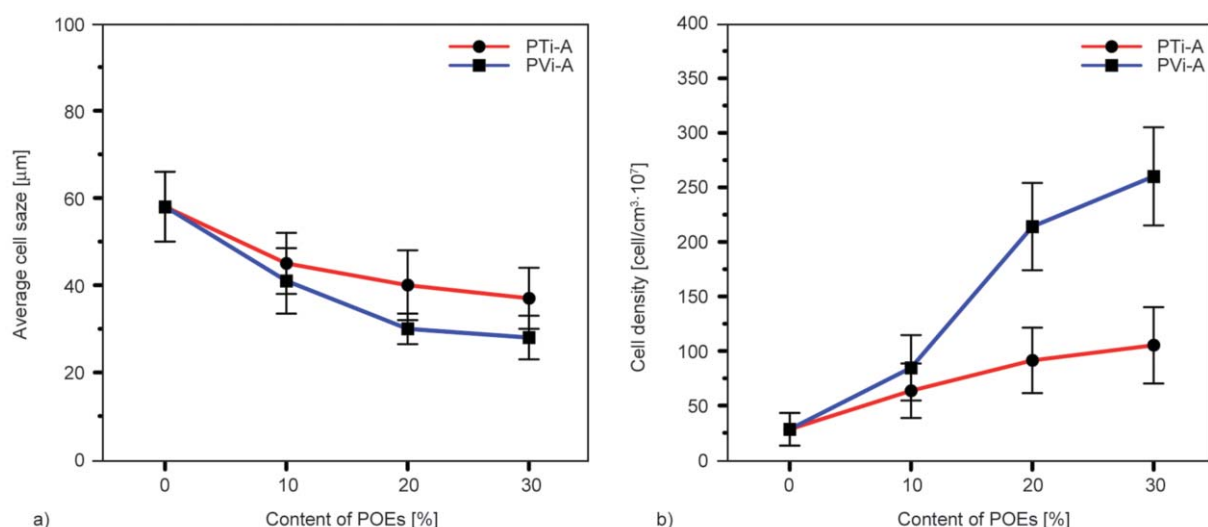 100
80
60
40
20
0
Average cell saze [μm]
PTi-A
PVi-A
0 10 20 30
Content of POEs [%]
a)
400
350
300
250
200
150
100
50
0
Cell density [cell/cm³·10⁷]
PTi-A
PVi-A
0 10 20 30
Content of POEs [%]
b)